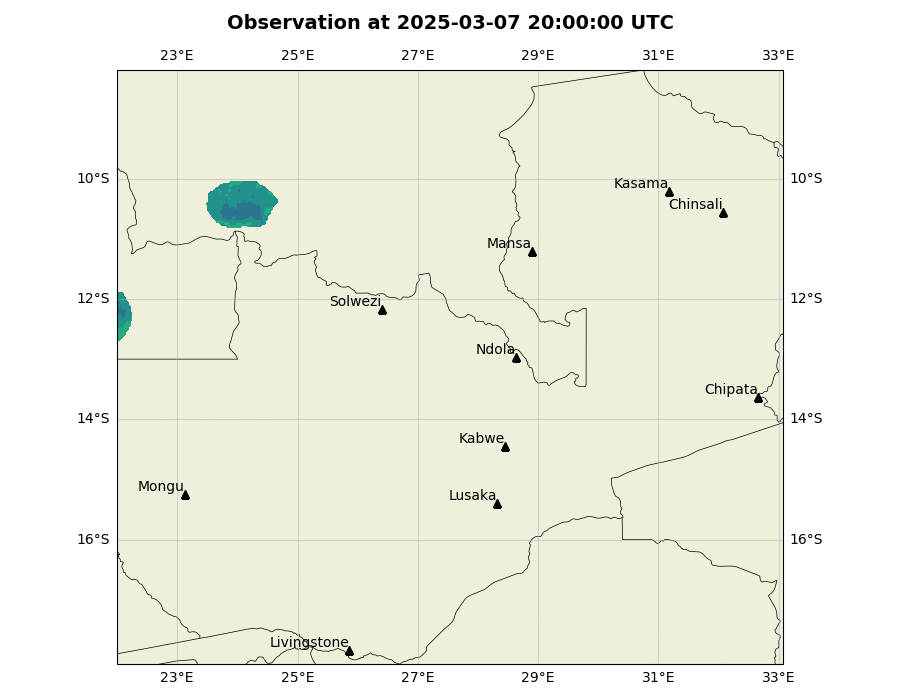 Observation at 2025-03-07 20:00:00 UTC
23°E 25°E 27°E 29°E 31°E 33°E
10°S 10°S
Kasama
Chinsali
Mansa
12°S 12°S
Solwezi
Ndola
Chipata
14°S 14°S
Kabwe
Mongu
Lusaka
16°S 16°S
Livingstone
23°E 25°E 27°E 29°E 31°E 33°E